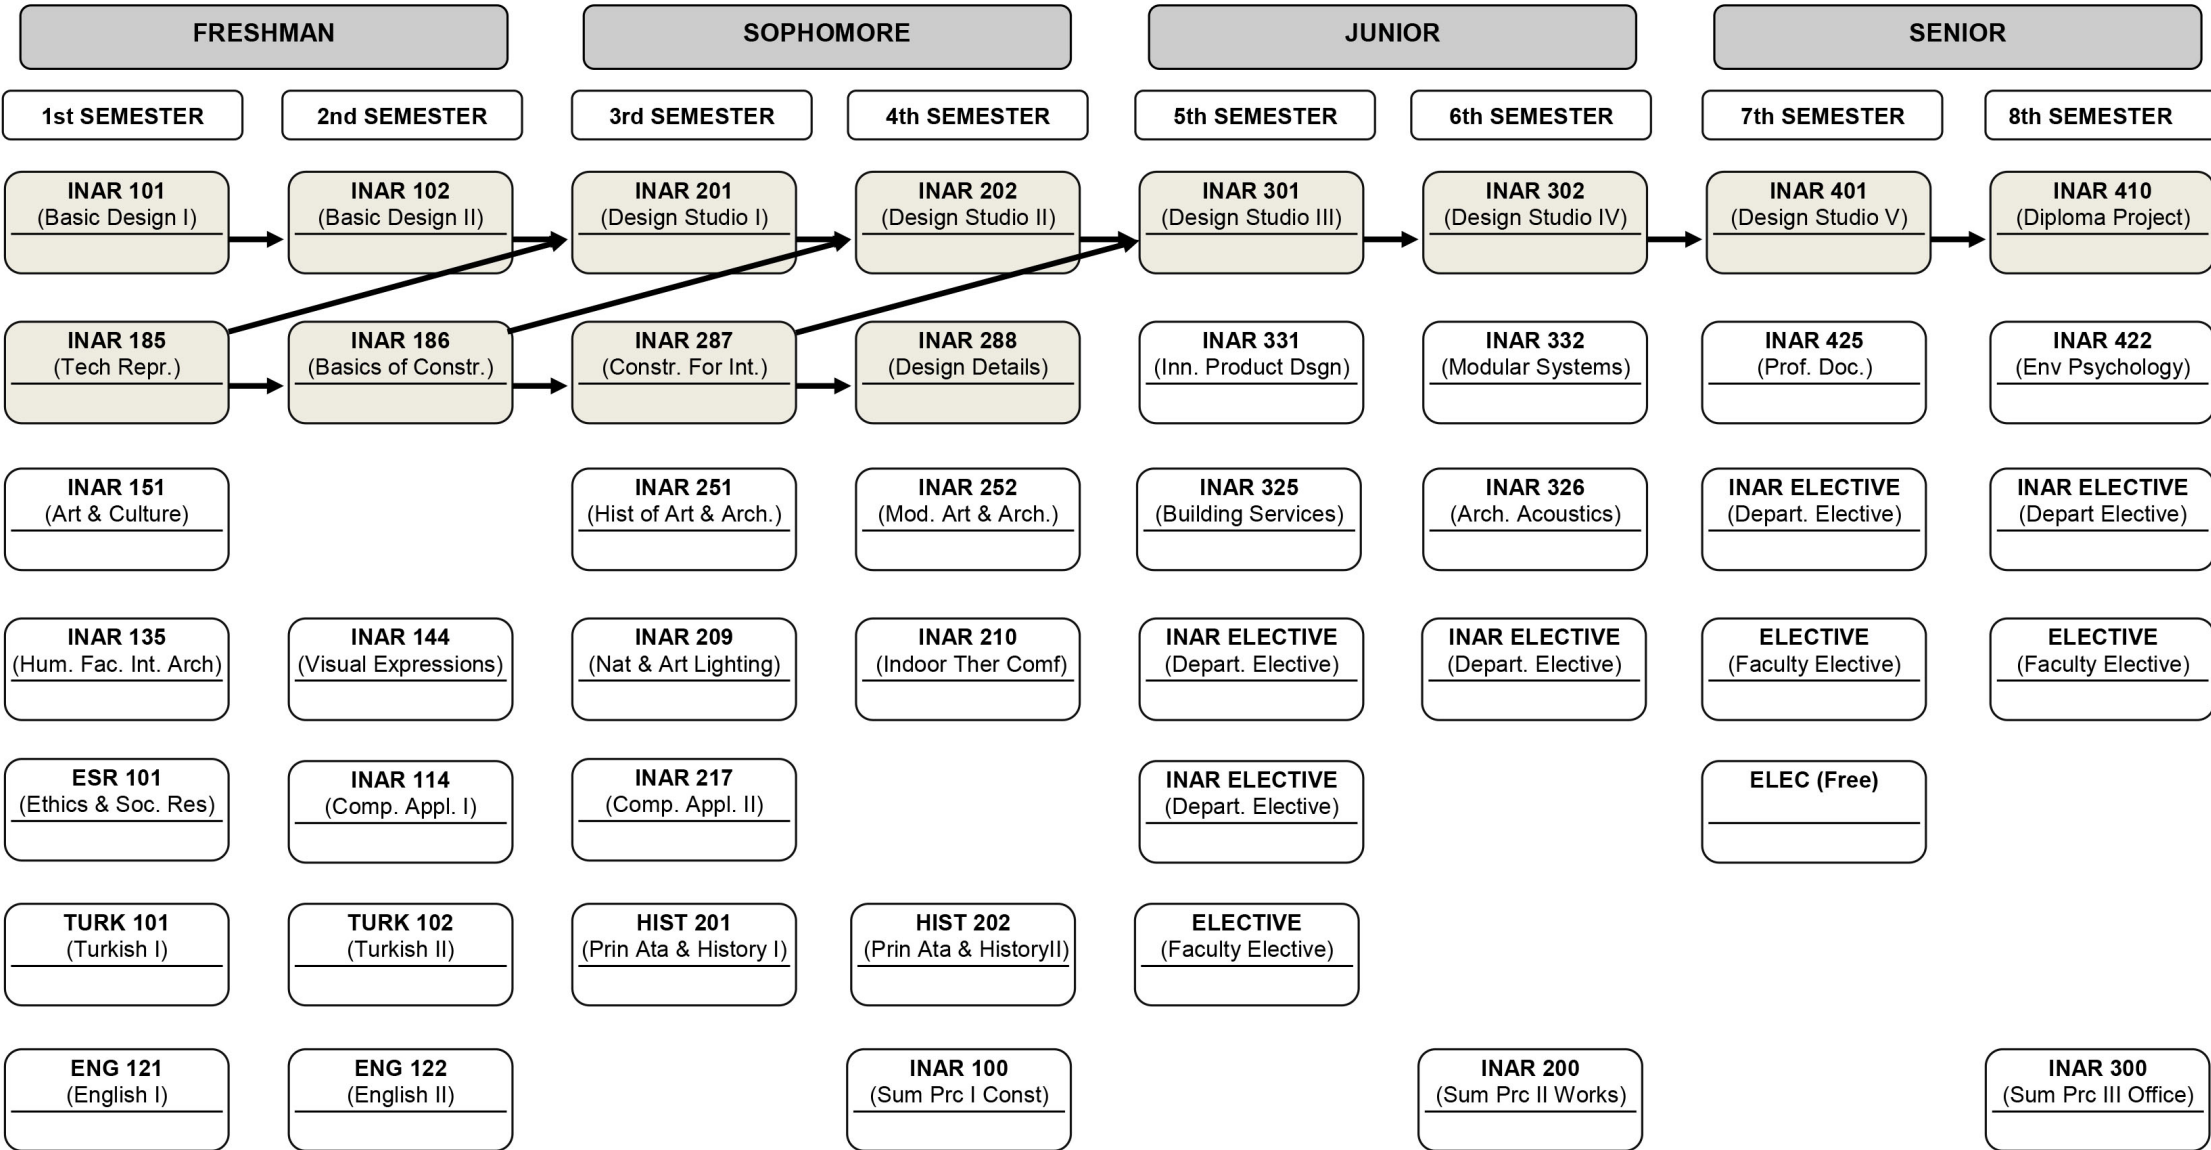 FRESHMAN
SOPHOMORE
JUNIOR
SENIOR
1st SEMESTER
2nd SEMESTER
3rd SEMESTER
4th SEMESTER
5th SEMESTER
6th SEMESTER
7th SEMESTER
8th SEMESTER
INAR 101
(Basic Design I)
INAR 102
(Basic Design II)
INAR 201
(Design Studio I)
INAR 202
(Design Studio II)
INAR 301
(Design Studio III)
INAR 302
(Design Studio IV)
INAR 401
(Design Studio V)
INAR 410
(Diploma Project)
INAR 185
(Tech Repr.)
INAR 186
(Basics of Constr.)
INAR 287
(Constr. For Int.)
INAR 288
(Design Details)
INAR 331
(Inn. Product Dsgn)
INAR 332
(Modular Systems)
INAR 425
(Prof. Doc.)
INAR 422
(Env Psychology)
INAR 151
(Art & Culture)
INAR 251
(Hist of Art & Arch.)
INAR 252
(Mod. Art & Arch.)
INAR 325
(Building Services)
INAR 326
(Arch. Acoustics)
INAR ELECTIVE
(Depart. Elective)
INAR ELECTIVE
(Depart Elective)
INAR 135
(Hum. Fac. Int. Arch)
INAR 144
(Visual Expressions)
INAR 209
(Nat & Art Lighting)
INAR 210
(Indoor Ther Comf)
INAR ELECTIVE
(Depart. Elective)
INAR ELECTIVE
(Depart. Elective)
ELECTIVE
(Faculty Elective)
ELECTIVE
(Faculty Elective)
ESR 101
(Ethics & Soc. Res)
INAR 114
(Comp. Appl. I)
INAR 217
(Comp. Appl. II)
INAR ELECTIVE
(Depart. Elective)
ELEC (Free)
TURK 101
(Turkish I)
TURK 102
(Turkish II)
HIST 201
(Prin Ata & History I)
HIST 202
(Prin Ata & HistoryII)
ELECTIVE
(Faculty Elective)
ENG 121
(English I)
ENG 122
(English II)
INAR 100
(Sum Prc I Const)
INAR 200
(Sum Prc II Works)
INAR 300
(Sum Prc III Office)